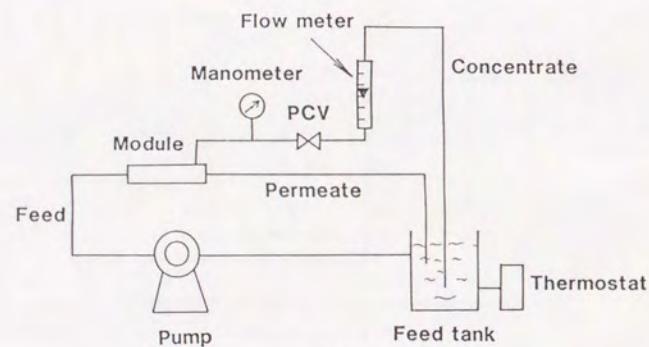 Flow meter
Concentrate
Manometer
PCV
Module
Permeate
Feed
Thermostat
Pump
Feed tank